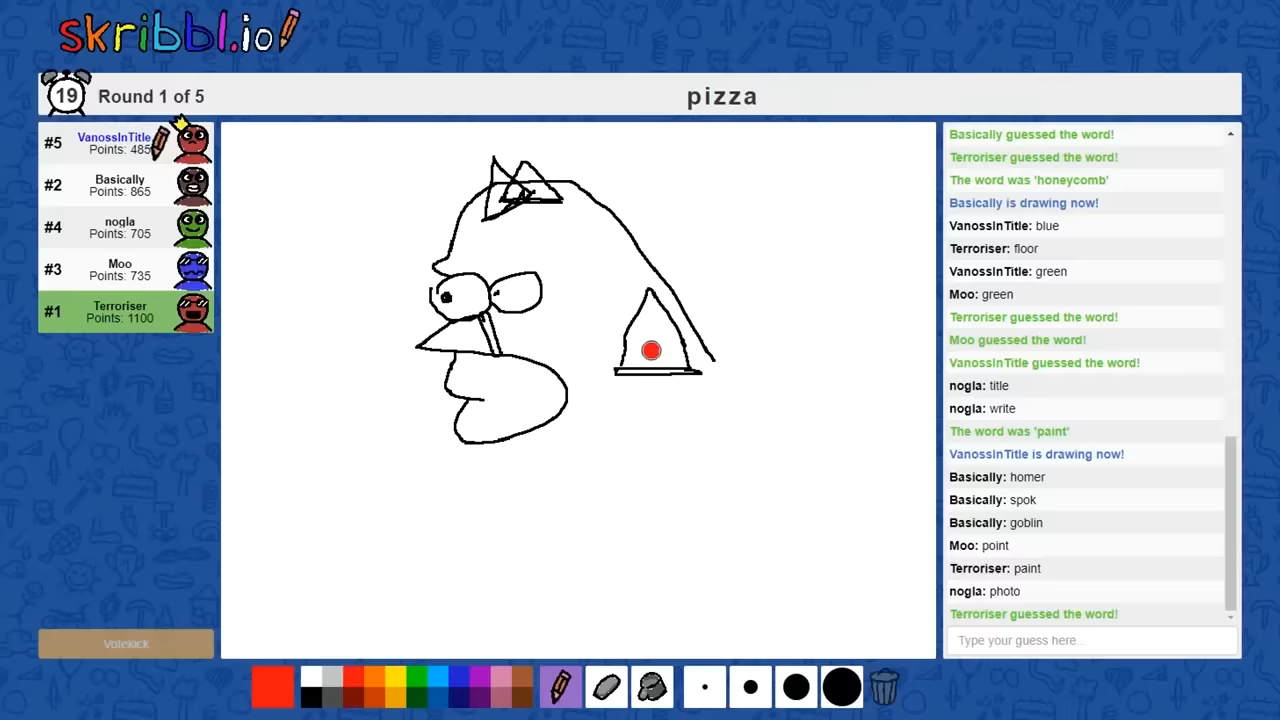 skribbl.io
19
Round 1 of 5
pizza
#5
VanossInTitle
Points: 485
#2
Basically
Points: 865
#4
nogla
Points: 705
#3
Moo
Points: 735
#1
Terroriser
Points: 1100
Votekick
Basically guessed the word!
Terroriser guessed the word!
The word was 'honeycomb'
Basically is drawing now!
VanossInTitle: blue
Terroriser: floor
VanossInTitle: green
Moo: green
Terroriser guessed the word!
Moo guessed the word!
VanossInTitle guessed the word!
nogla: title
nogla: write
The word was 'paint'
VanossInTitle is drawing now!
Basically: homer
Basically: spok
Basically: goblin
Moo: point
Terroriser: paint
nogla: photo
Terroriser guessed the word!
Type your guess here..